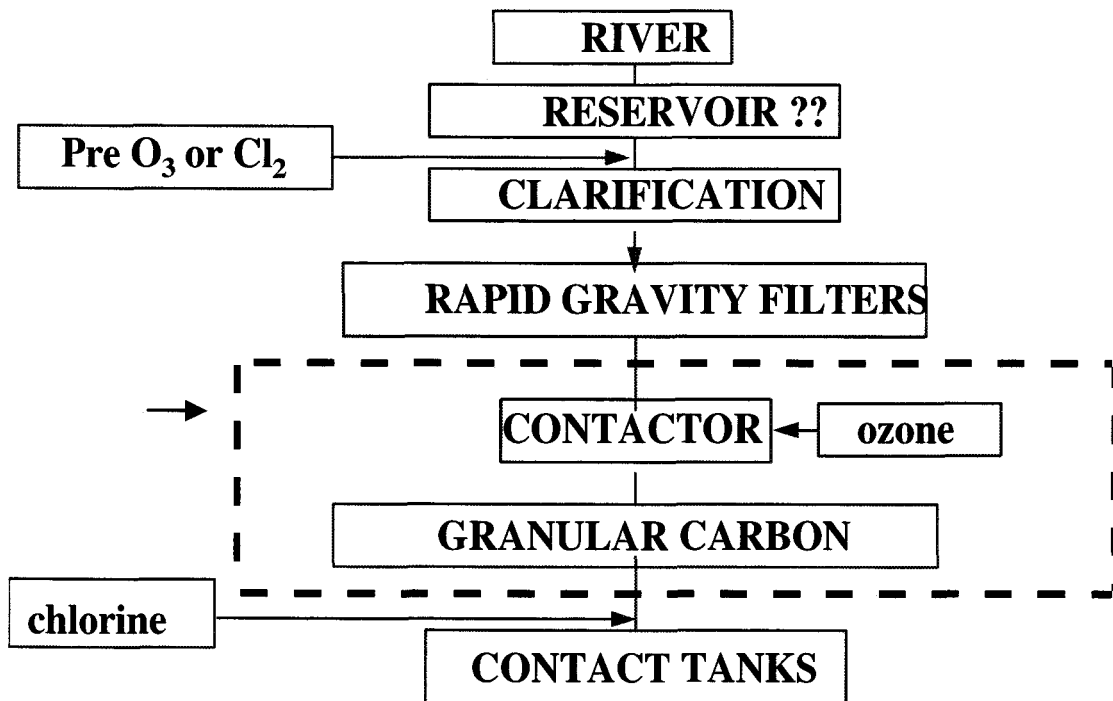 RIVER
RESERVOIR ??
Pre O₃ or Cl₂
CLARIFICATION
RAPID GRAVITY FILTERS
CONTACTOR
ozone
GRANULAR CARBON
chlorine
CONTACT TANKS